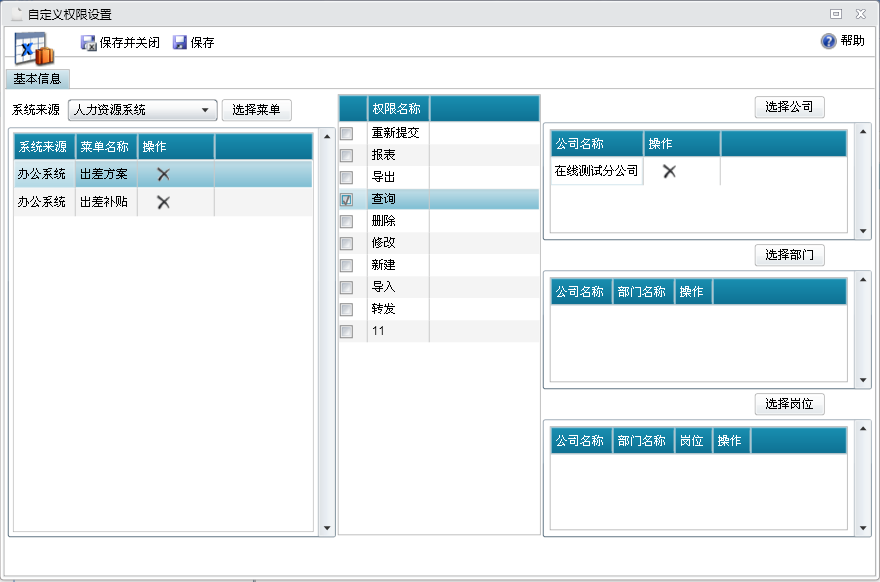 自定义权限设置
保存并关闭 保存 帮助
基本信息
系统来源 人力资源系统 选择菜单
系统来源 菜单名称 操作
办公系统 出差方案
办公系统 出差补贴
权限名称
重新提交
报表
导出
查询
删除
修改
新建
导入
转发
11
选择公司
公司名称 操作
在线测试分公司
选择部门
公司名称 部门名称 操作
选择岗位
公司名称 部门名称 岗位 操作